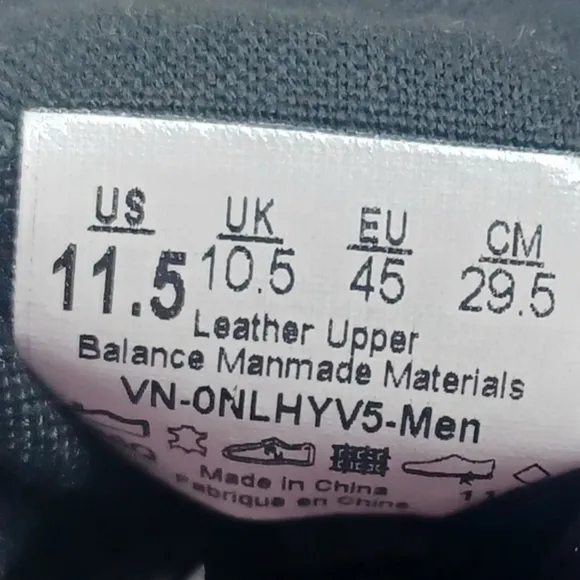 US UK EU CM
11.5 10.5 45 29.5
Leather Upper
Balance Manmade Materials
VN-0NLHYV5-Men
Made in China
Fabrique en Chine